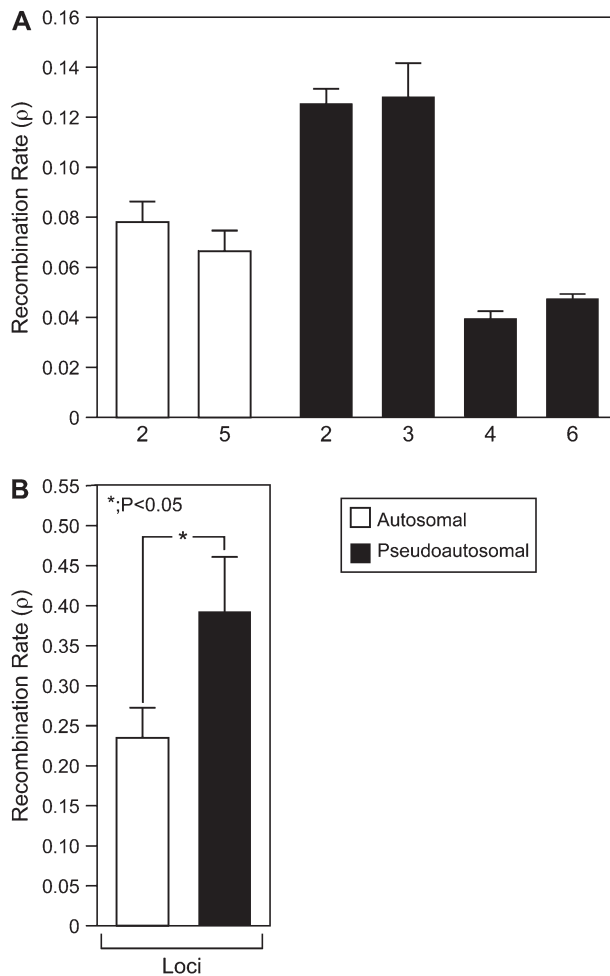 A
Recombination Rate (ρ)
0.16
0.14
0.12
0.10
0.08
0.06
0.04
0.02
0
2 5 2 3 4 6
B
Recombination Rate (ρ)
0.55
0.50
0.45
0.40
0.35
0.30
0.25
0.20
0.15
0.10
0.05
0
*;P<0.05
*
Loci
Autosomal
Pseudoautosomal